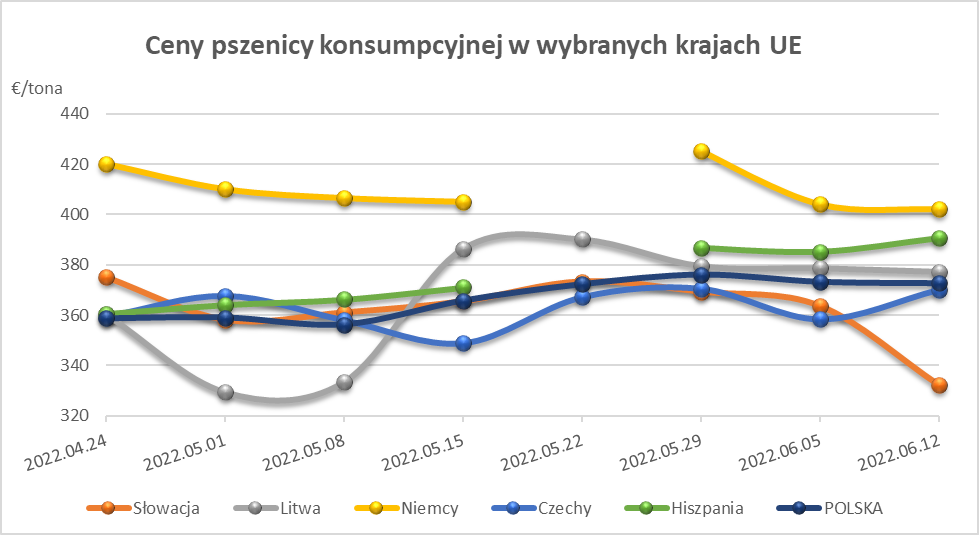 Ceny pszenicy konsumpcyjnej w wybranych krajach UE
€/tona
440
420
400
380
360
340
320
2022.04.24 2022.05.01 2022.05.08 2022.05.15 2022.05.22 2022.05.29 2022.06.05 2022.06.12
Słowacja Litwa Niemcy Czechy Hiszpania POLSKA